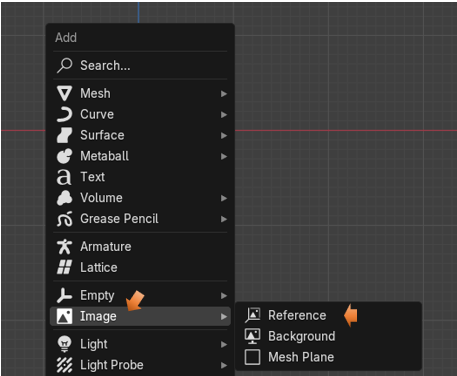 Add
Search...
Mesh
Curve
Surface
Metaball
Text
Volume
Grease Pencil
Armature
Lattice
Empty
Image
Light
Light Probe
Reference
Background
Mesh Plane